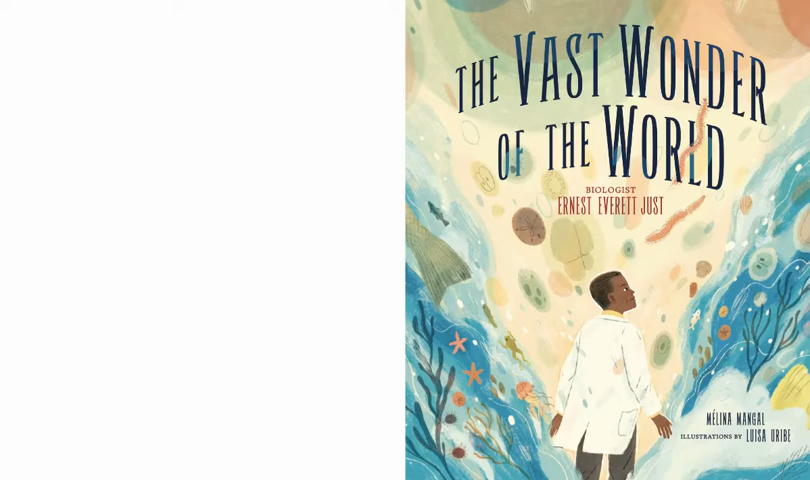 THE VAST WONDER
OF THE WORLD
BIOLOGIST
ERNEST EVERETT JUST
MÉLINA MANGAL
ILLUSTRATIONS BY LUISA URIBE